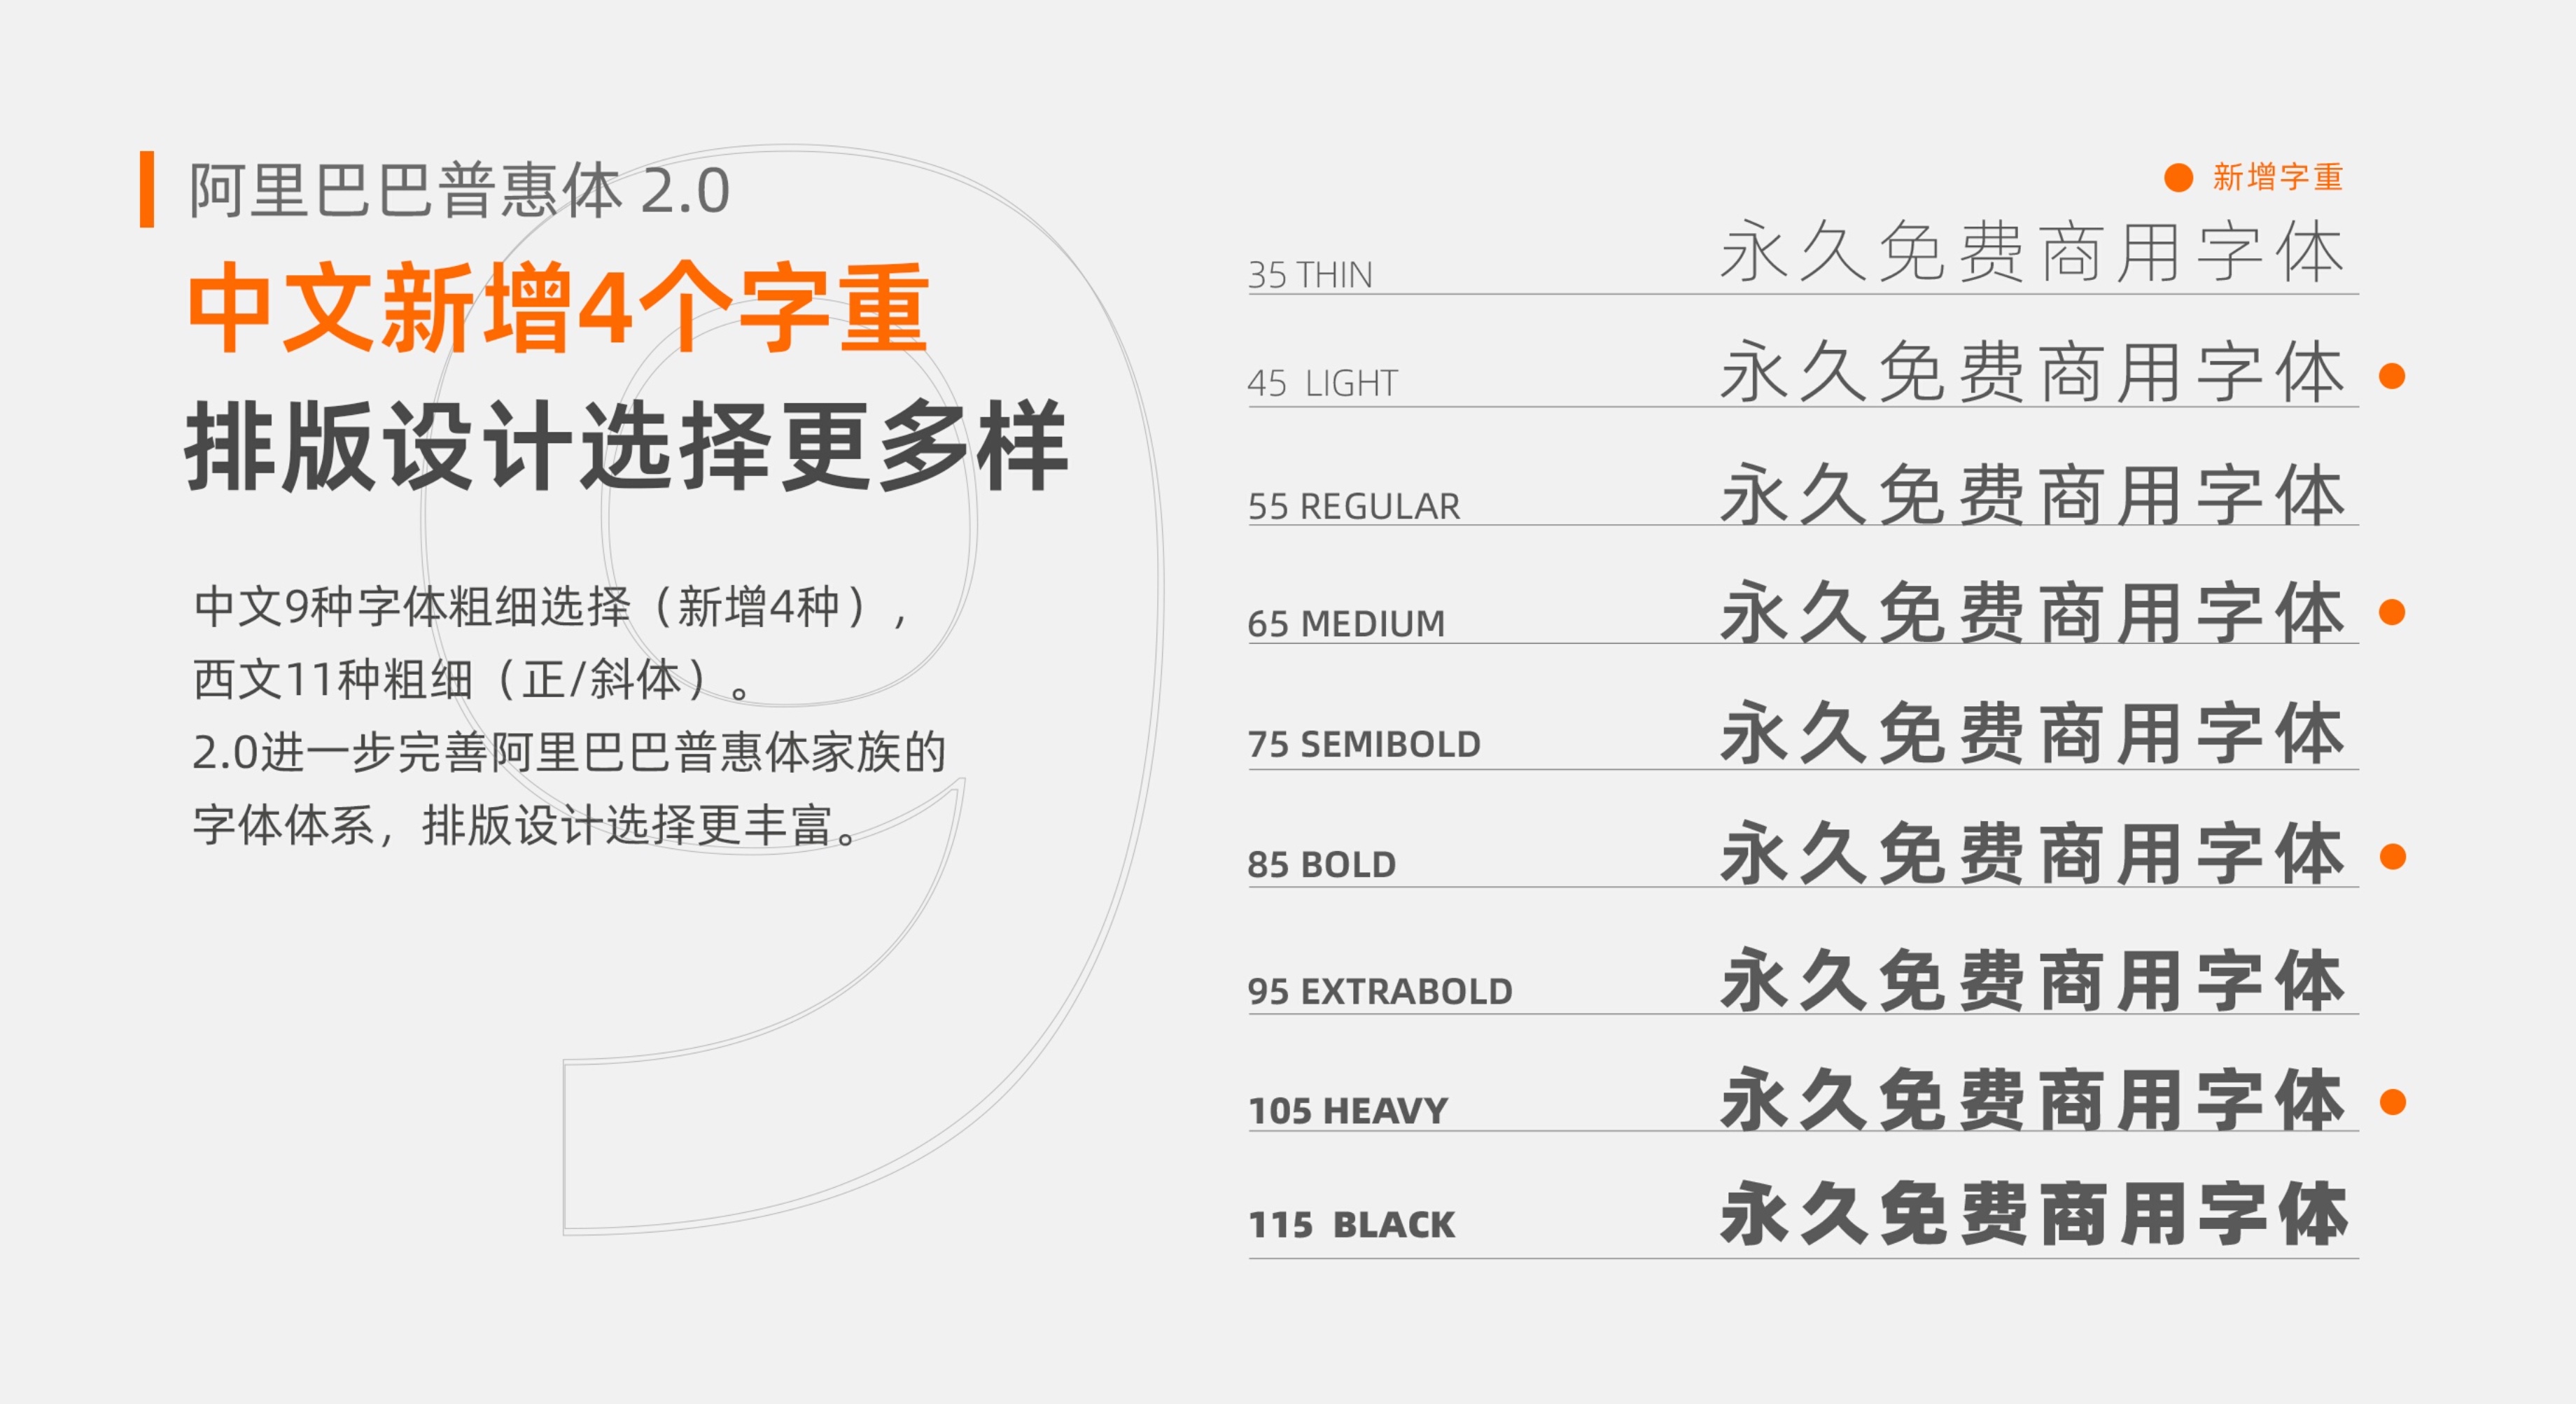 阿里巴巴普惠体 2.0
中文新增4个字重
排版设计选择更多样
中文9种字体粗细选择（新增4种），
西文11种粗细（正/斜体）。
2.0进一步完善阿里巴巴普惠体家族的
字体体系，排版设计选择更丰富。
9
新增字重
35 THIN 永久免费商用字体
45 LIGHT 永久免费商用字体
55 REGULAR 永久免费商用字体
65 MEDIUM 永久免费商用字体
75 SEMIBOLD 永久免费商用字体
85 BOLD 永久免费商用字体
95 EXTRABOLD 永久免费商用字体
105 HEAVY 永久免费商用字体
115 BLACK 永久免费商用字体